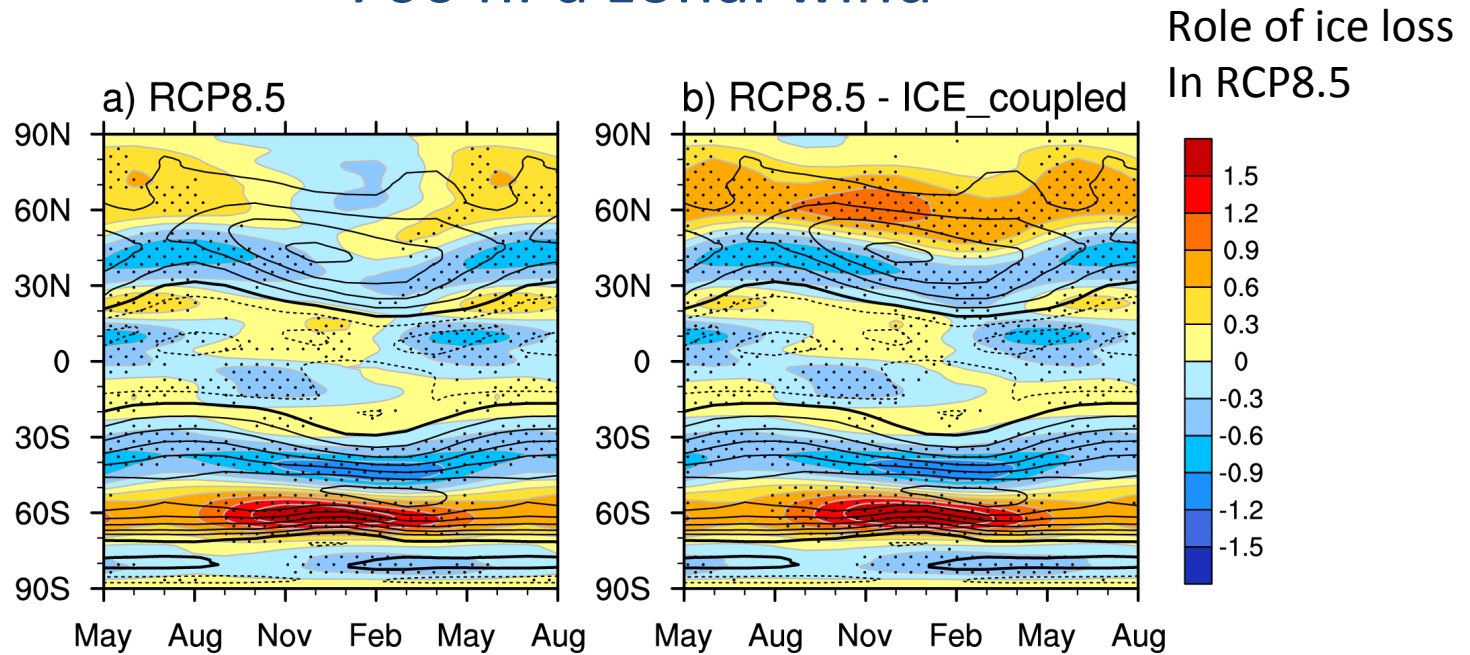 Role of ice loss
In RCP8.5
a) RCP8.5
b) RCP8.5 - ICE_coupled
90N
60N
30N
0
30S
60S
90S
May Aug Nov Feb May Aug
90N
60N
30N
0
30S
60S
90S
May Aug Nov Feb May Aug
1.5
1.2
0.9
0.6
0.3
0
-0.3
-0.6
-0.9
-1.2
-1.5